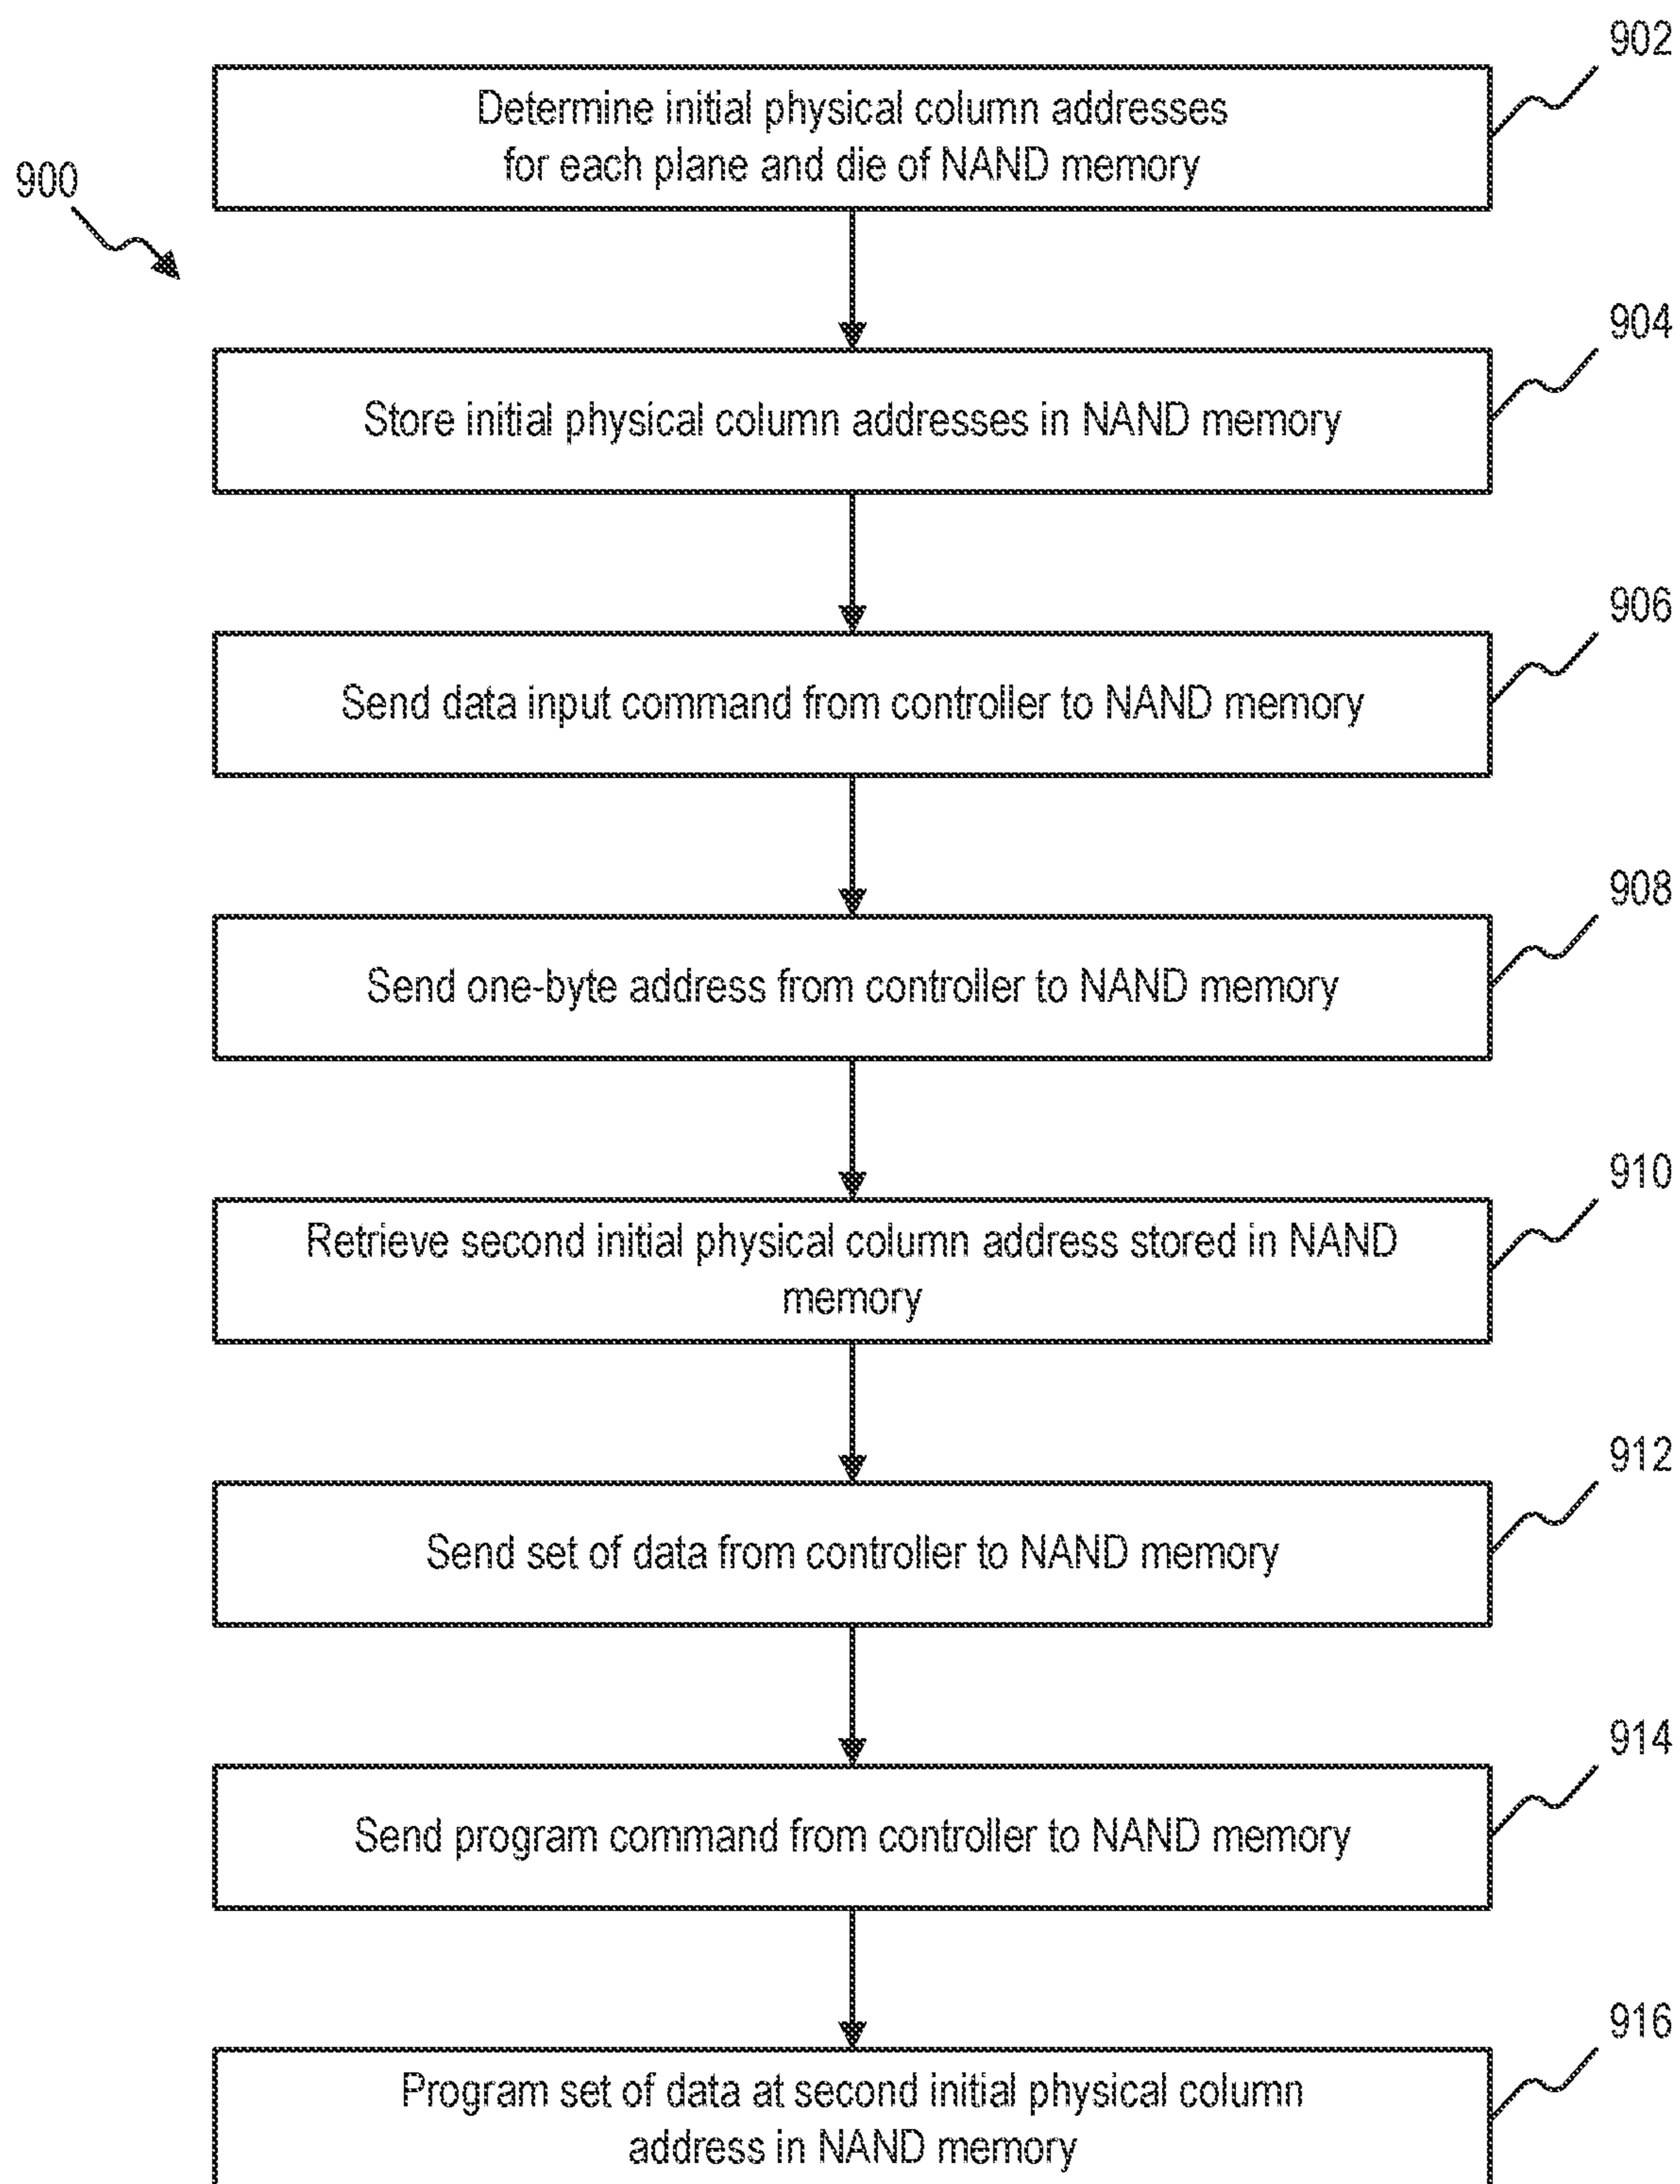 902
Determine initial physical column addresses
for each plane and die of NAND memory
900
904
Store initial physical column addresses in NAND memory
906
Send data input command from controller to NAND memory
908
Send one-byte address from controller to NAND memory
910
Retrieve second initial physical column address stored in NAND
memory
912
Send set of data from controller to NAND memory
914
Send program command from controller to NAND memory
916
Program set of data at second initial physical column
address in NAND memory